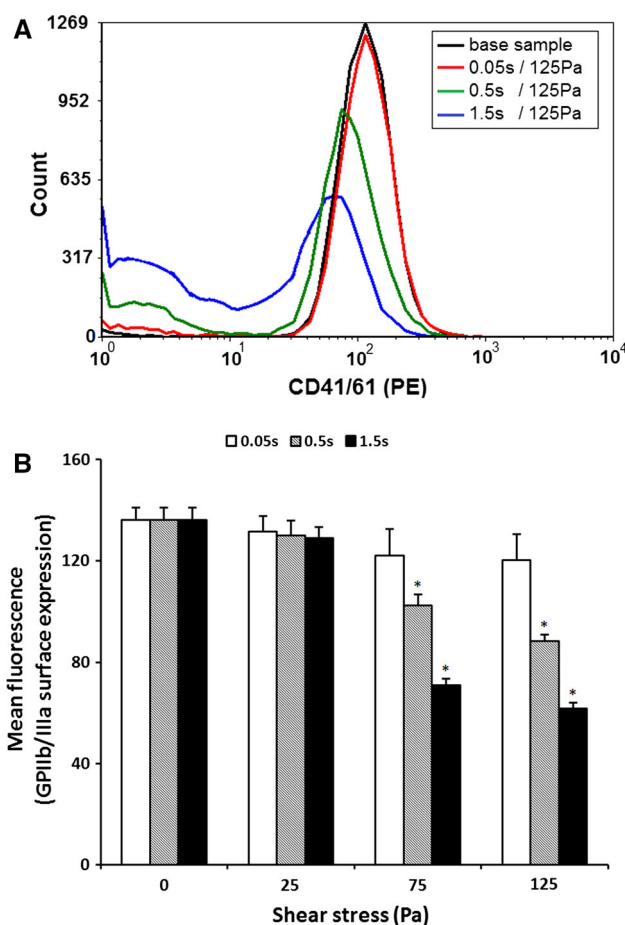 A
1269
952
635
317
0
Count
base sample
0.05s / 125Pa
0.5s / 125Pa
1.5s / 125Pa
10^0
10^1
10^2
10^3
10^4
CD41/61 (PE)
B
0.05s 0.5s 1.5s
160
120
80
40
0
Mean fluorescence
(GPIIb/IIIa surface expression)
*
*
*
*
0 25 75 125
Shear stress (Pa)